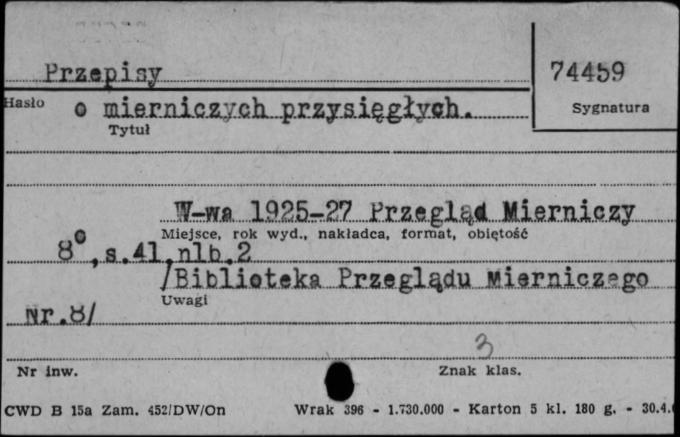 Przepisy
74459
Hasło o mierniczych przysięgłych.
Sygnatura
Tytuł
W-wa 1925-27 Przegląd Mierniczy
Miejsce, rok wyd., nakładca, format, objętość
8°, s.41, nlb.2
/Biblioteka Przeglądu Mierniczego
Uwagi
Nr.8/
3
Nr inw.
Znak klas.
CWD B 15a Zam. 452/DW/On Wrak 396 - 1.730.000 - Karton 5 kl. 180 g. - 30.4.